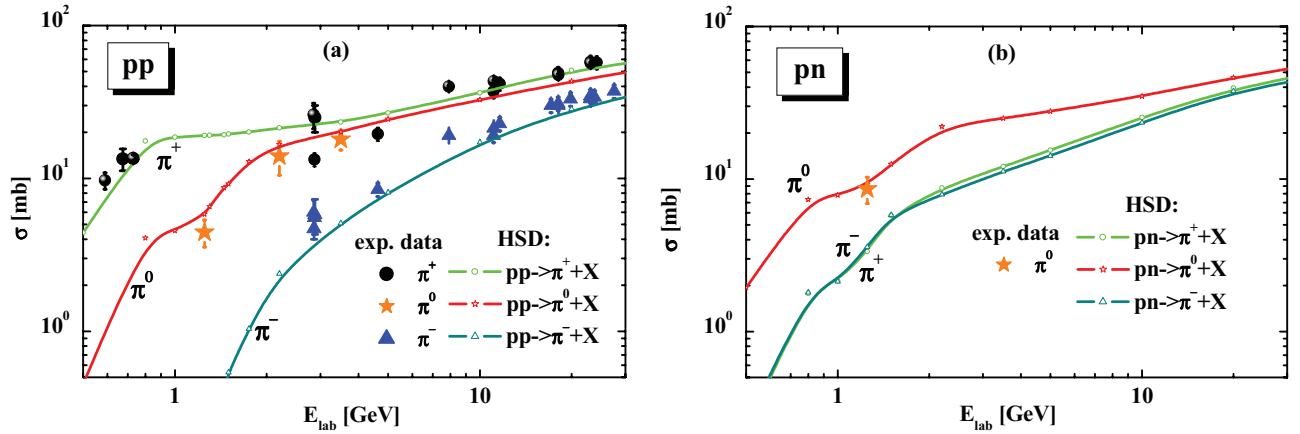 pp
(a)
10²
10¹
10⁰
σ [mb]
π⁺
π⁰
π⁻
exp. data HSD:
π⁺ pp->π⁺+X
π⁰ pp->π⁰+X
π⁻ pp->π⁻+X
1 10
E_lab [GeV]
pn
(b)
10²
10¹
10⁰
σ [mb]
π⁰
π⁻
π⁺
HSD:
exp. data pn->π⁺+X
π⁰ pn->π⁰+X
pn->π⁻+X
1 10
E_lab [GeV]